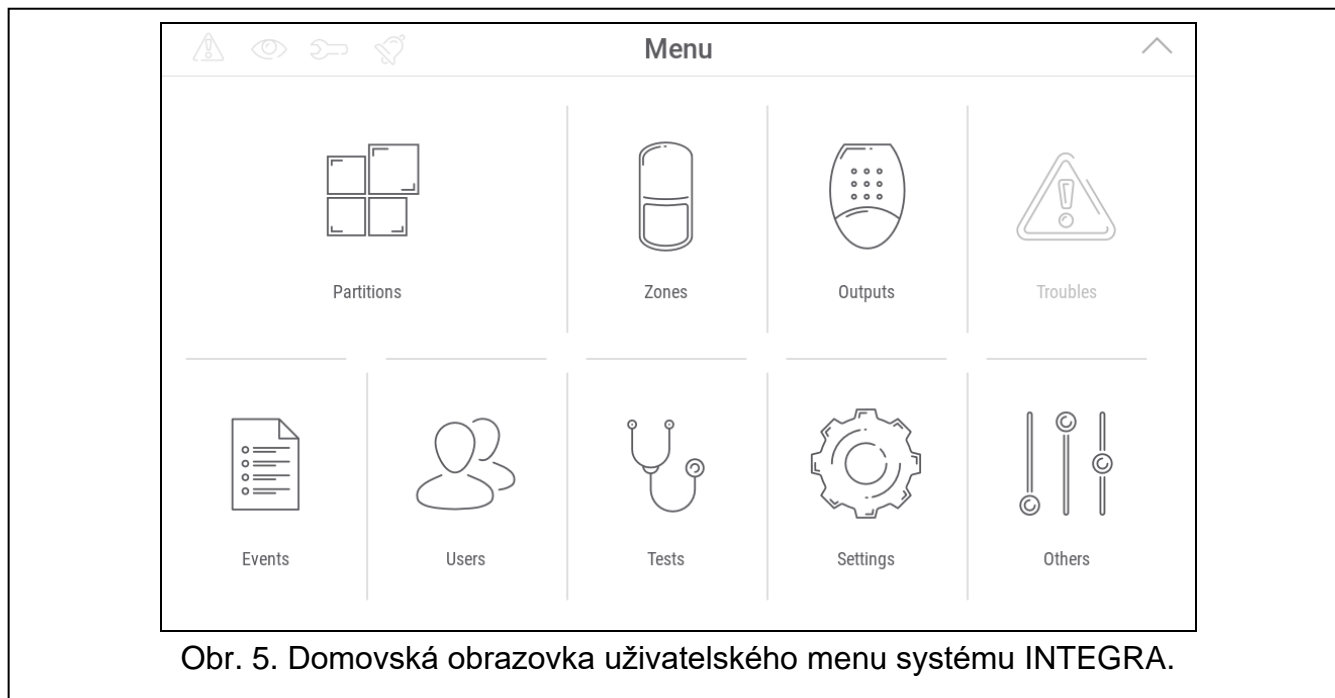 Menu
Partitions
Zones
Outputs
Troubles
Events
Users
Tests
Settings
Others
Obr. 5. Domovská obrazovka uživatelského menu systému INTEGRA.